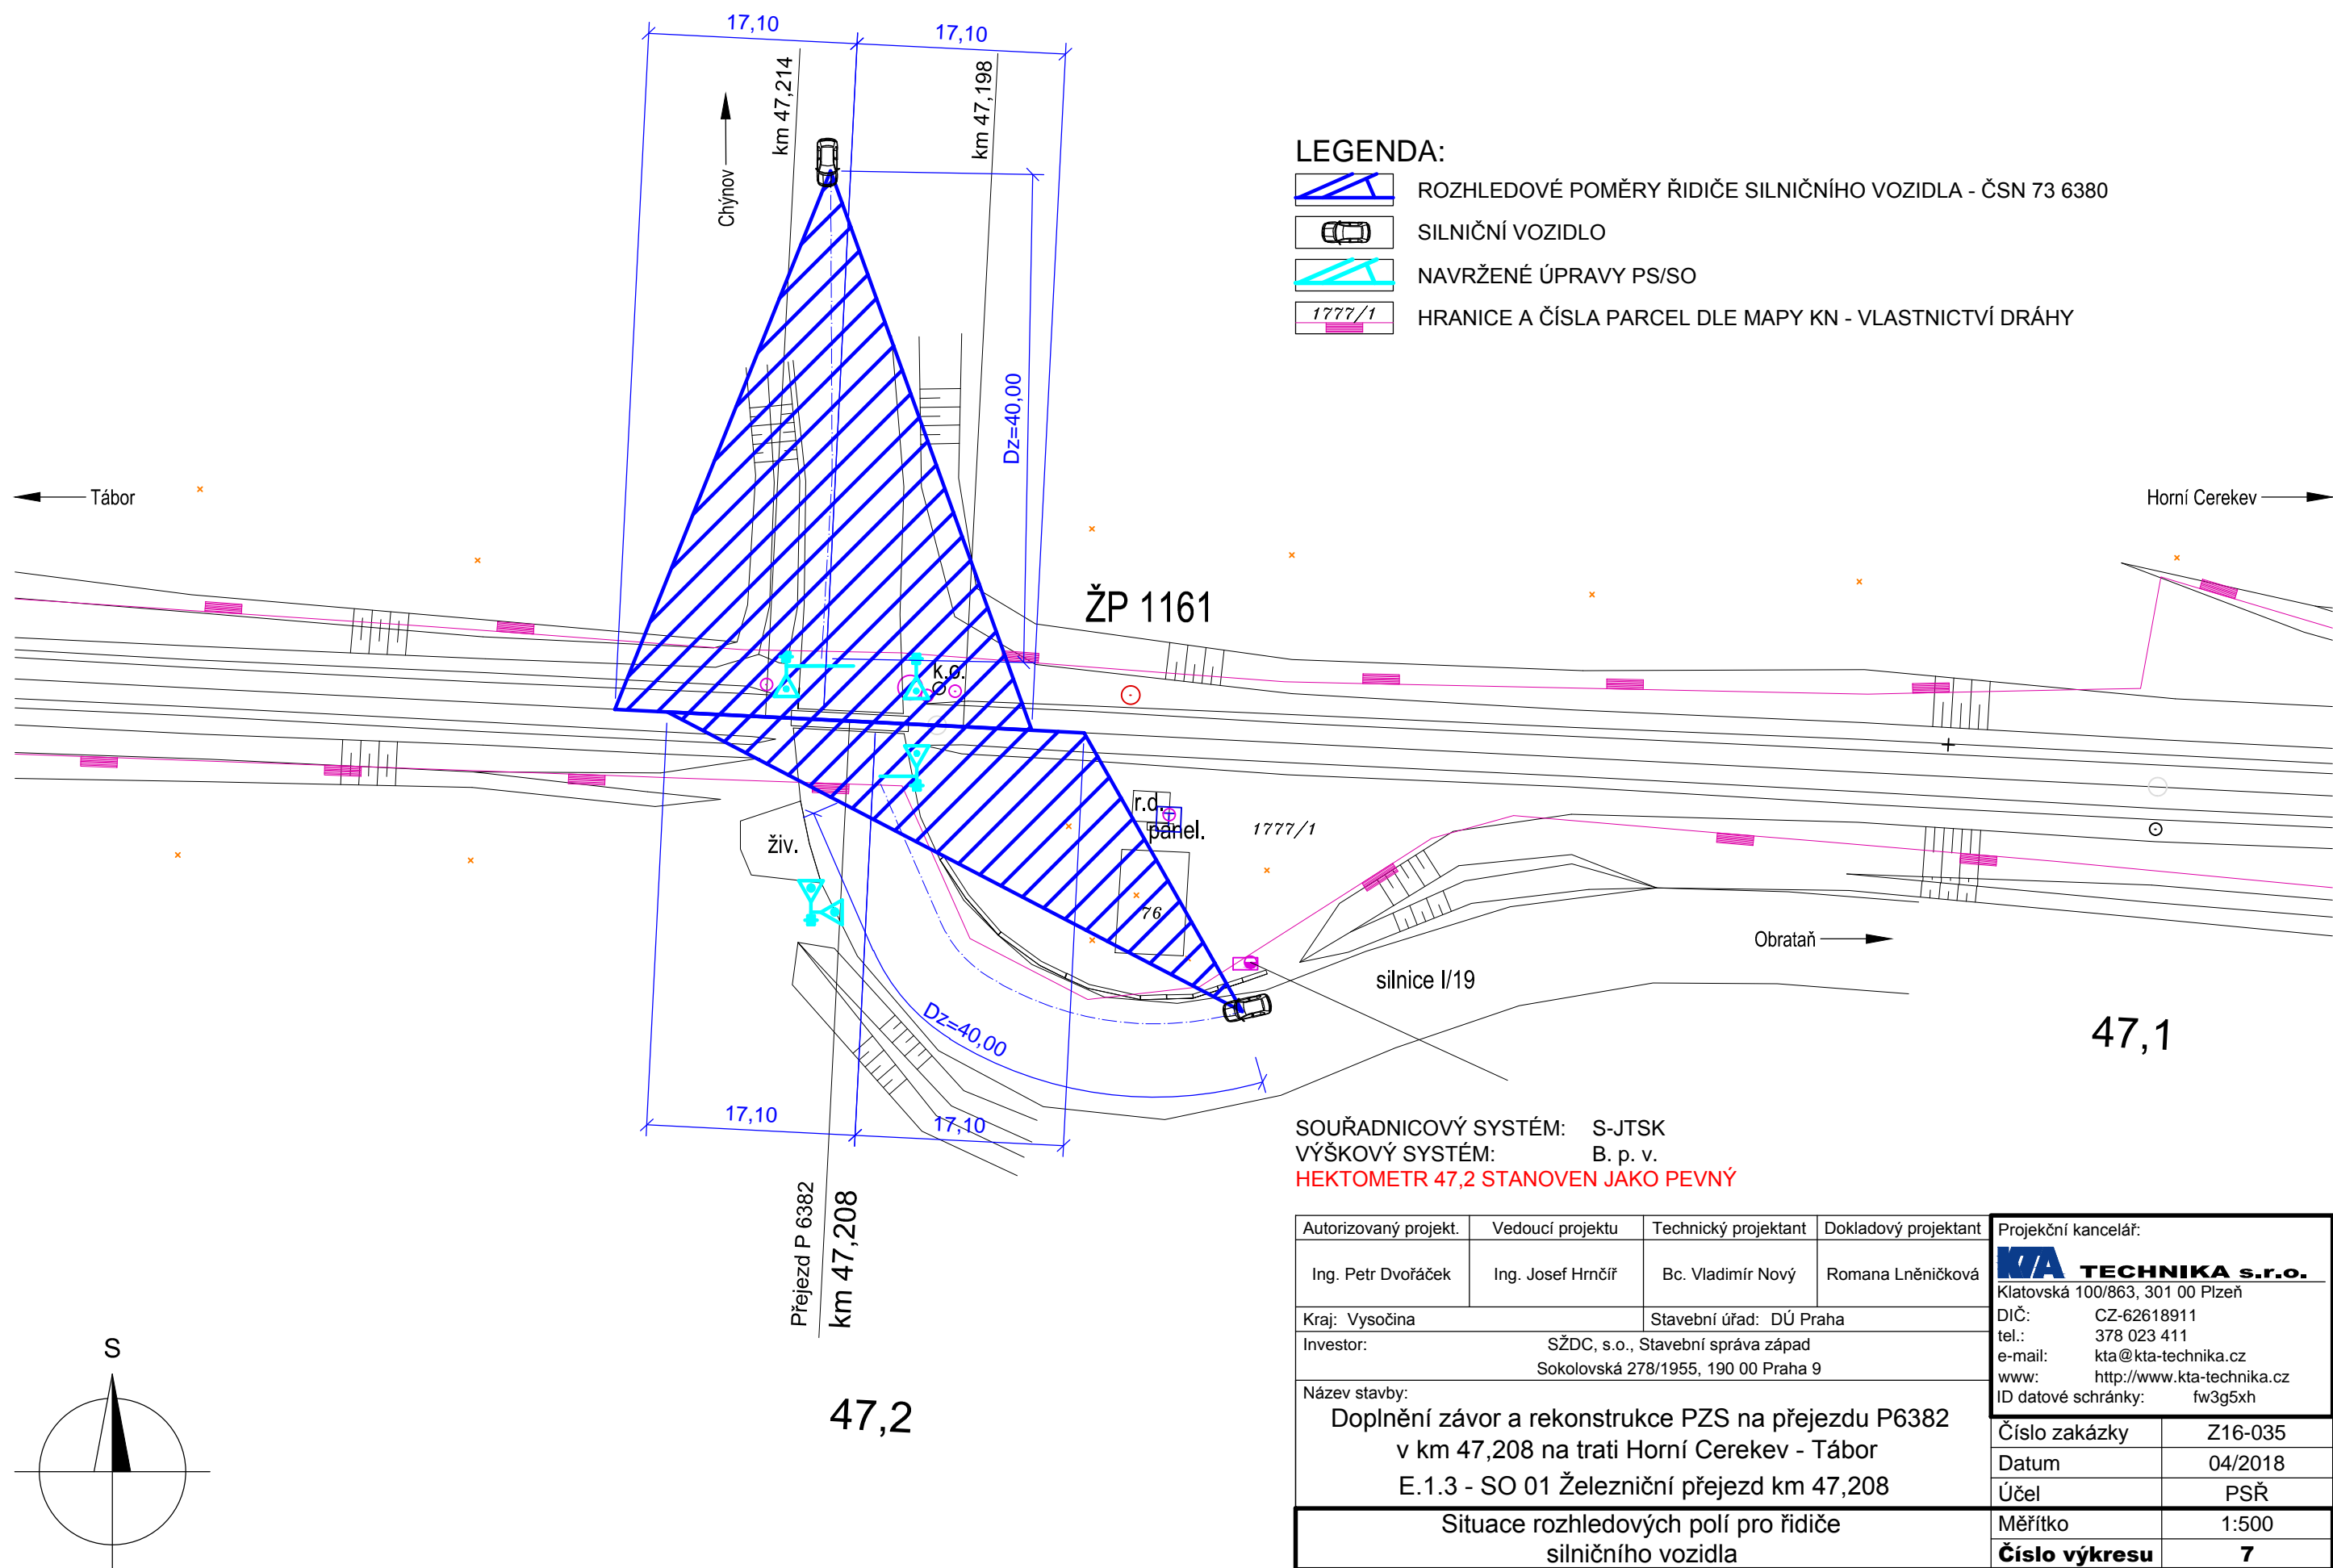 17,10
17,10
km 47,214
km 47,198
Chýnov
Dz=40,00
LEGENDA:
ROZHLEDOVÉ POMĚRY ŘIDIČE SILNIČNÍHO VOZIDLA - ČSN 73 6380
SILNIČNÍ VOZIDLO
NAVRŽENÉ ÚPRAVY PS/SO
1777/1
HRANICE A ČÍSLA PARCEL DLE MAPY KN - VLASTNICTVÍ DRÁHY
Tábor
Horní Cerekev
ŽP 1161
k.o.
r.d.
panel.
1777/1
živ.
76
Obrataň
silnice I/19
Dz=40,00
47,1
17,10
17,10
Přejezd P 6382
km 47,208
47,2
S
SOUŘADNICOVÝ SYSTÉM: S-JTSK
VÝŠKOVÝ SYSTÉM: B. p. v.
HEKTOMETR 47,2 STANOVEN JAKO PEVNÝ
Autorizovaný projekt. Vedoucí projektu Technický projektant Dokladový projektant
Ing. Petr Dvořáček Ing. Josef Hrnčíř Bc. Vladimír Nový Romana Lněničková
Kraj: Vysočina Stavební úřad: DÚ Praha
Investor: SŽDC, s.o., Stavební správa západ
Sokolovská 278/1955, 190 00 Praha 9
Název stavby:
Doplnění závor a rekonstrukce PZS na přejezdu P6382
v km 47,208 na trati Horní Cerekev - Tábor
E.1.3 - SO 01 Železniční přejezd km 47,208
Situace rozhledových polí pro řidiče
silničního vozidla
Projekční kancelář:
KTA TECHNIKA s.r.o.
Klatovská 100/863, 301 00 Plzeň
DIČ: CZ-62618911
tel.: 378 023 411
e-mail: kta@kta-technika.cz
www: http://www.kta-technika.cz
ID datové schránky: fw3g5xh
Číslo zakázky Z16-035
Datum 04/2018
Účel PSŘ
Měřítko 1:500
Číslo výkresu 7